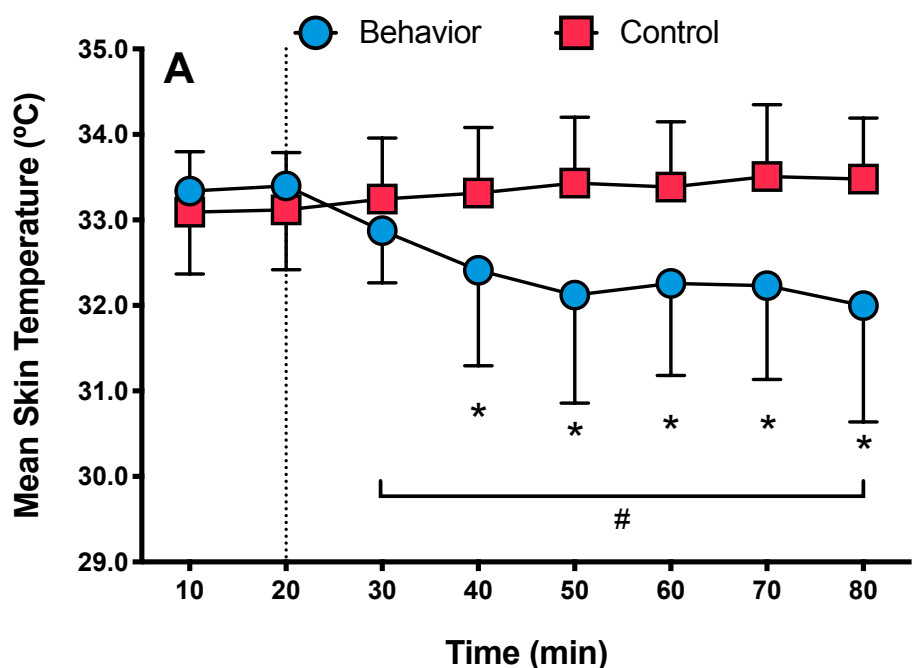 Behavior Control
A
Mean Skin Temperature (ºC)
35.0
34.0
33.0
32.0
31.0
30.0
29.0
* * * * *
#
10 20 30 40 50 60 70 80
Time (min)